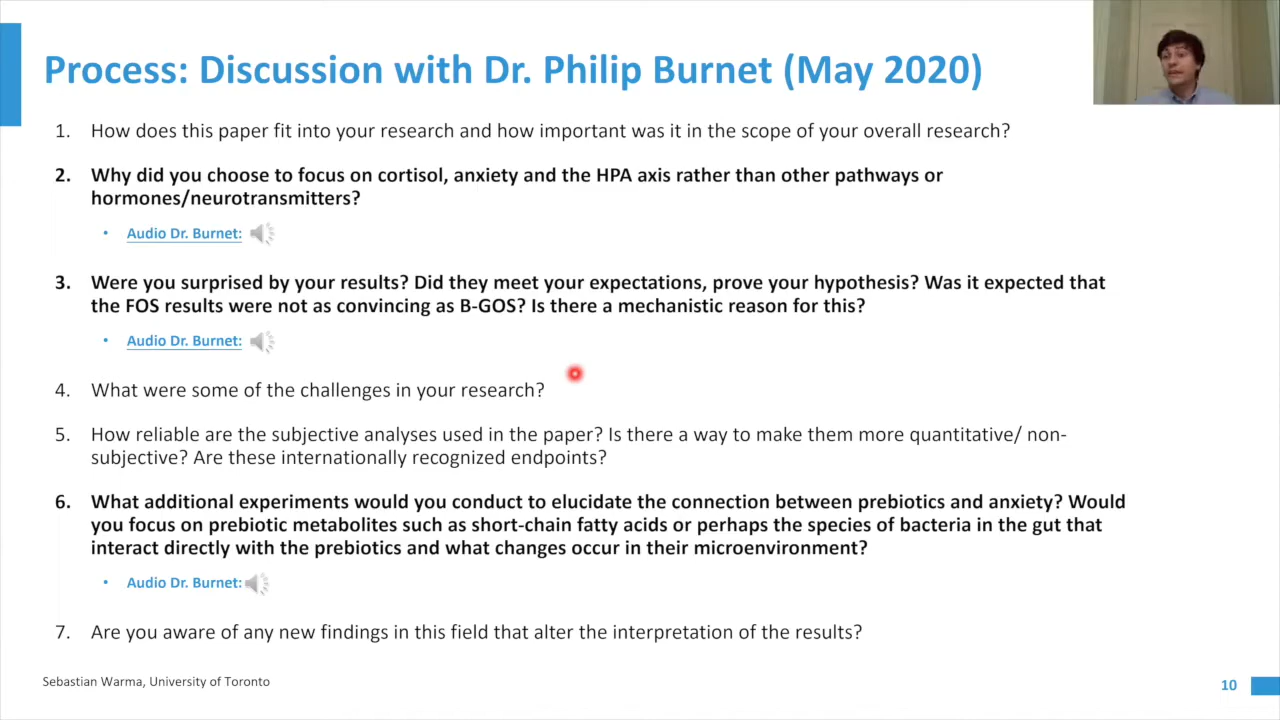 Process: Discussion with Dr. Philip Burnet (May 2020)
1. How does this paper fit into your research and how important was it in the scope of your overall research?
2. Why did you choose to focus on cortisol, anxiety and the HPA axis rather than other pathways or
hormones/neurotransmitters?
• Audio Dr. Burnet:
3. Were you surprised by your results? Did they meet your expectations, prove your hypothesis? Was it expected that
the FOS results were not as convincing as B-GOS? Is there a mechanistic reason for this?
• Audio Dr. Burnet:
4. What were some of the challenges in your research?
5. How reliable are the subjective analyses used in the paper? Is there a way to make them more quantitative/ non-
subjective? Are these internationally recognized endpoints?
6. What additional experiments would you conduct to elucidate the connection between prebiotics and anxiety? Would
you focus on prebiotic metabolites such as short-chain fatty acids or perhaps the species of bacteria in the gut that
interact directly with the prebiotics and what changes occur in their microenvironment?
• Audio Dr. Burnet:
7. Are you aware of any new findings in this field that alter the interpretation of the results?
Sebastian Warma, University of Toronto
10